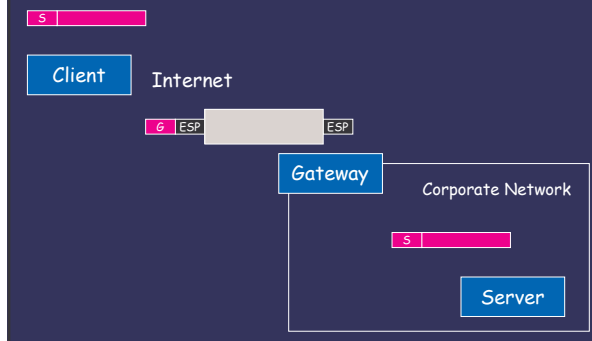 S
Client
Internet
G ESP ESP
Gateway
Corporate Network
S
Server